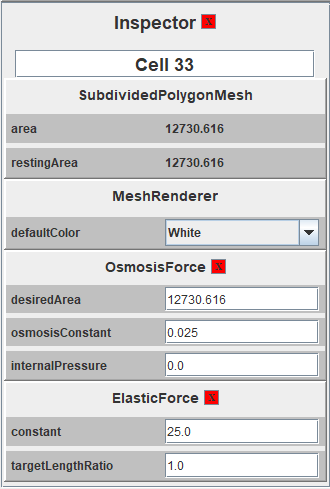 Inspector X
Cell 33
SubdividedPolygonMesh
area 12730.616
restingArea 12730.616
MeshRenderer
defaultColor White
OsmosisForce X
desiredArea 12730.616
osmosisConstant 0.025
internalPressure 0.0
ElasticForce X
constant 25.0
targetLengthRatio 1.0